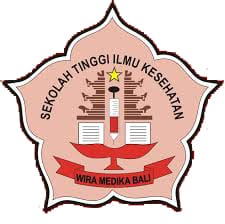 SEKOLAH TINGGI ILMU KESEHATAN
WIRA MEDIKA BALI